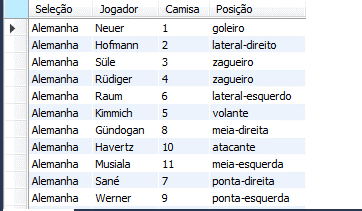 Seleção Jogador Camisa Posição
Alemanha Neuer 1 goleiro
Alemanha Hofmann 2 lateral-direito
Alemanha Süle 3 zagueiro
Alemanha Rüdiger 4 zagueiro
Alemanha Raum 6 lateral-esquerdo
Alemanha Kimmich 5 volante
Alemanha Gündogan 8 meia-direita
Alemanha Havertz 10 atacante
Alemanha Musiala 11 meia-esquerda
Alemanha Sané 7 ponta-direita
Alemanha Werner 9 ponta-esquerda